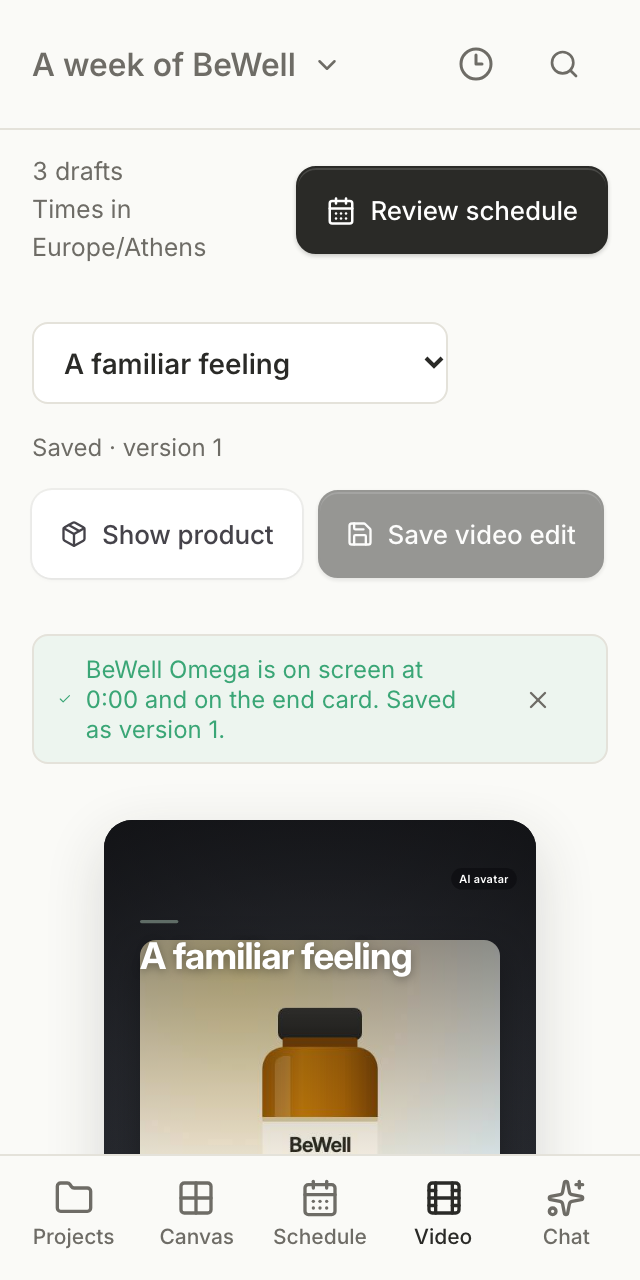 A week of BeWell
3 drafts
Times in
Europe/Athens
Review schedule
A familiar feeling
Saved · version 1
Show product
Save video edit
BeWell Omega is on screen at
0:00 and on the end card. Saved
as version 1.
AI avatar
A familiar feeling
BeWell
Projects
Canvas
Schedule
Video
Chat